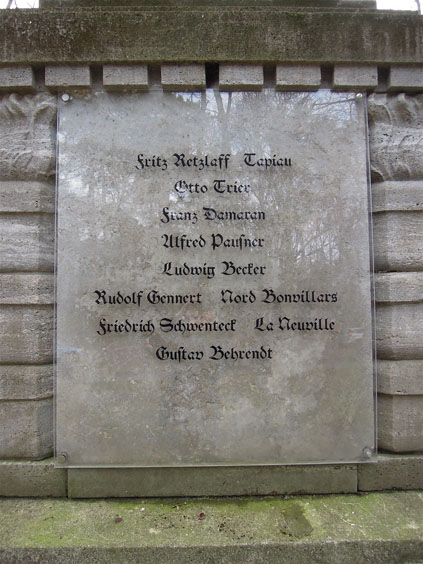 Fritz Retzlaff Tapiau
Otto Trier
Franz Damaran
Alfred Pausner
Ludwig Becker
Rudolf Gennert Nord Bonvillars
Friedrich Schwenteck La Neuville
Gustav Behrendt